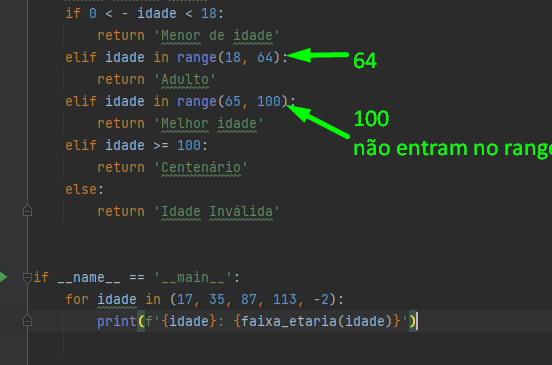 if 0 < - idade < 18:
return 'Menor de idade'
elif idade in range(18, 64):
64
return 'Adulto'
elif idade in range(65, 100):
100
return 'Melhor idade'
não entram no range
elif idade >= 100:
return 'Centenário'
else:
return 'Idade Inválida'
if __name__ == '__main__':
for idade in (17, 35, 87, 113, -2):
print(f'{idade}: {faixa_etaria(idade)}')